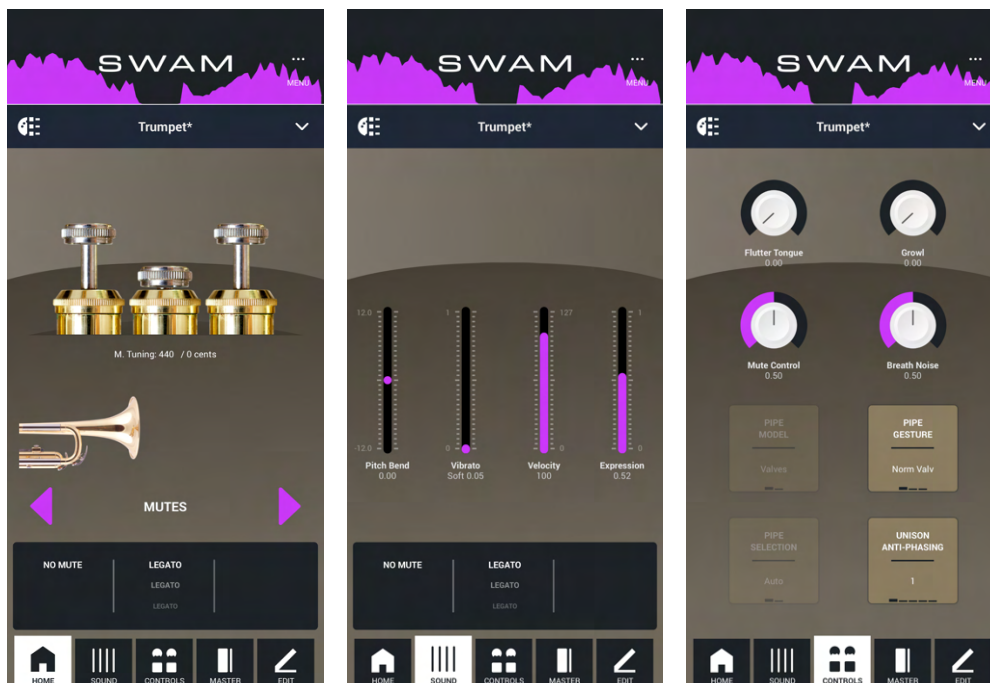 SWAM
...
MENU
Trumpet*
M. Tuning: 440 / 0 cents
MUTES
NO MUTE
LEGATO
LEGATO
LEGATO
HOME
SOUND
CONTROLS
MASTER
EDIT
SWAM
...
MENU
Trumpet*
12.0
1
127
1
-12.0
0
0
0
Pitch Bend
0.00
Vibrato
Soft 0.05
Velocity
100
Expression
0.52
NO MUTE
LEGATO
LEGATO
LEGATO
HOME
SOUND
CONTROLS
MASTER
EDIT
SWAM
...
MENU
Trumpet*
Flutter Tongue
0.00
Growl
0.00
Mute Control
0.50
Breath Noise
0.50
PIPE
MODEL
Valves
PIPE
GESTURE
Norm Valv
PIPE
SELECTION
Auto
UNISON
ANTI-PHASING
1
HOME
SOUND
CONTROLS
MASTER
EDIT